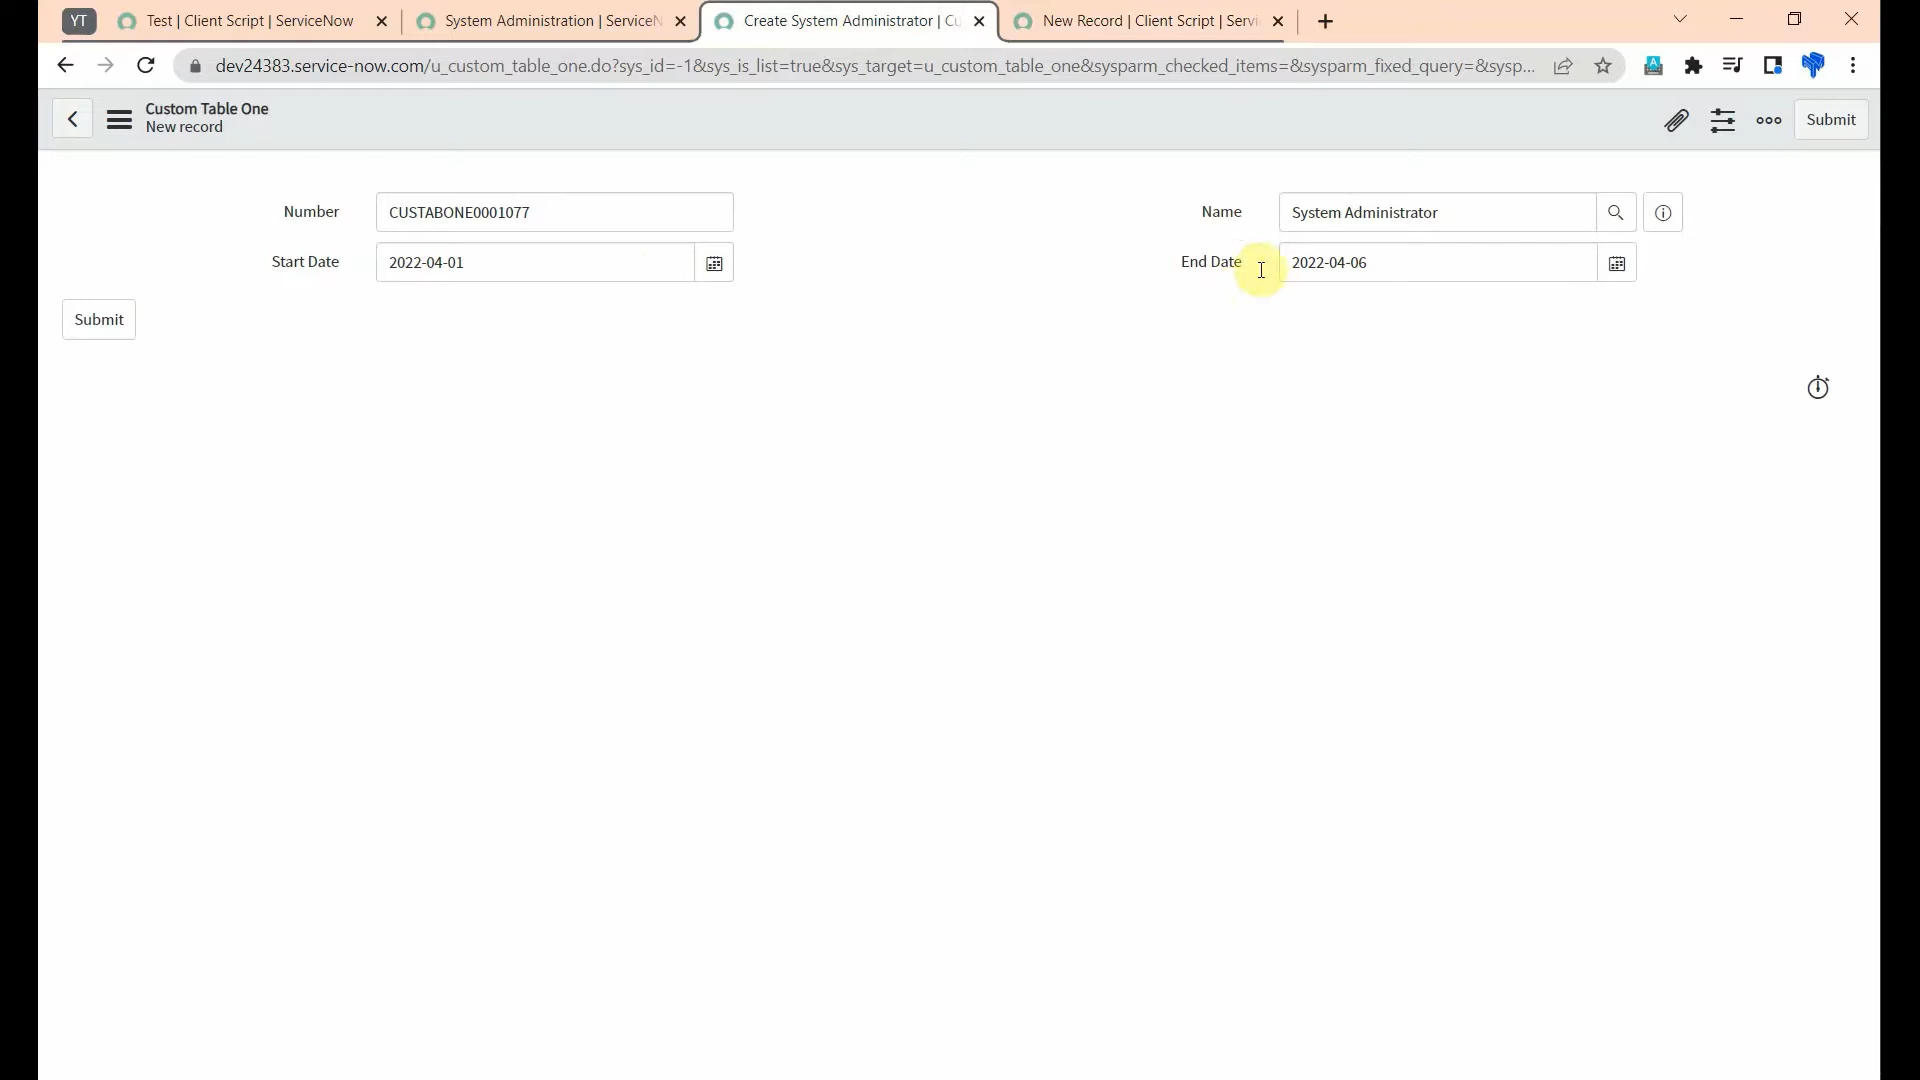 YT
Test | Client Script | ServiceNow
System Administration | ServiceN
Create System Administrator | Cu
New Record | Client Script | Servi
dev24383.service-now.com/u_custom_table_one.do?sys_id=-1&sys_is_list=true&sys_target=u_custom_table_one&sysparm_checked_items=&sysparm_fixed_query=&sysp...
Custom Table One
New record
Submit
Number
CUSTABONE0001077
Name
System Administrator
Start Date
2022-04-01
End Date
2022-04-06
Submit